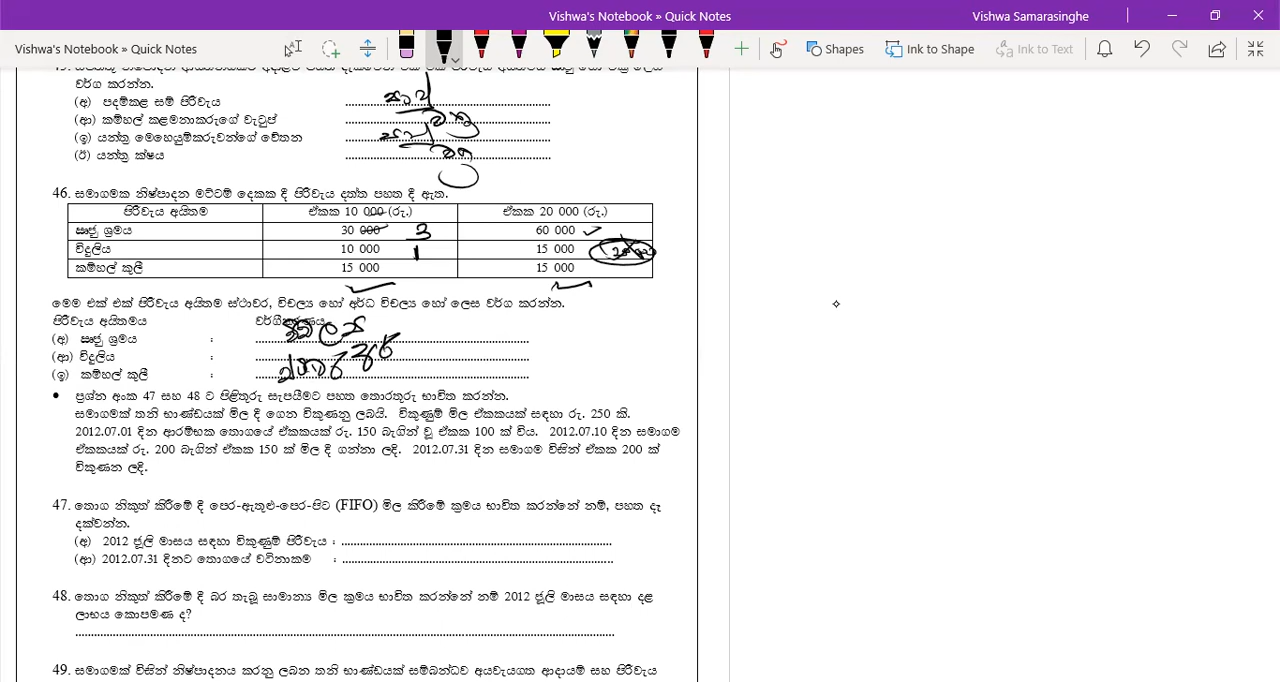 Vishwa's Notebook » Quick Notes
Vishwa Samarasinghe
Vishwa's Notebook » Quick Notes
Shapes
Ink to Shape
Ink to Text
වර්ග කරන්න.
(අ) පදම්කළ සම් පිරිවැය
(ආ) කම්හල් කළමනාකරුගේ වැටුප්
(ඉ) යන්ත්‍ර මෙහෙයුම්කරුවන්ගේ වේතන
(ඊ) යන්ත්‍ර ක්ෂය
46. සමාගමක නිෂ්පාදන මට්ටම් දෙකක දී පිරිවැය දත්ත පහත දී ඇත.
පිරිවැය අයිතම ඒකක 10 000 (රු.) ඒකක 20 000 (රු.)
සෘජු ශ්‍රමය 30 000 3 60 000
විදුලිය 10 000 1 15 000
කම්හල් කුලී 15 000 15 000
මෙම එක් එක් පිරිවැය අයිතම ස්ථාවර, විචල්‍ය හෝ අර්ධ විචල්‍ය හෝ ලෙස වර්ග කරන්න.
පිරිවැය අයිතමය වර්ගීකරණය
(අ) සෘජු ශ්‍රමය :
(ආ) විදුලිය :
(ඉ) කම්හල් කුලී :
• ප්‍රශ්න අංක 47 සහ 48 ට පිළිතුරු සැපයීමට පහත තොරතුරු භාවිත කරන්න.
සමාගමක් තනි භාණ්ඩයක් මිල දී ගෙන විකුණනු ලබයි. විකුණුම් මිල ඒකකයක් සඳහා රු. 250 කි.
2012.07.01 දින ආරම්භක තොගයේ ඒකකයක් රු. 150 බැගින් වූ ඒකක 100 ක් විය. 2012.07.10 දින සමාගම
ඒකකයක් රු. 200 බැගින් ඒකක 150 ක් මිල දී ගන්නා ලදි. 2012.07.31 දින සමාගම විසින් ඒකක 200 ක්
විකුණන ලදි.
47. තොග නිකුත් කිරීමේ දී පෙර-ඇතුළු-පෙර-පිට (FIFO) මිල කිරීමේ ක්‍රමය භාවිත කරන්නේ නම්, පහත දෑ
දක්වන්න.
(අ) 2012 ජූලි මාසය සඳහා විකුණුම් පිරිවැය :
(ආ) 2012.07.31 දිනට තොගයේ වටිනාකම :
48. තොග නිකුත් කිරීමේ දී බර තැබූ සාමාන්‍ය මිල ක්‍රමය භාවිත කරන්නේ නම් 2012 ජූලි මාසය සඳහා දළ
ලාභය කොපමණ ද?
49. සමාගමක් විසින් නිෂ්පාදනය කරනු ලබන තනි භාණ්ඩයක් සම්බන්ධව අයවැයගත ආදායම් සහ පිරිවැය